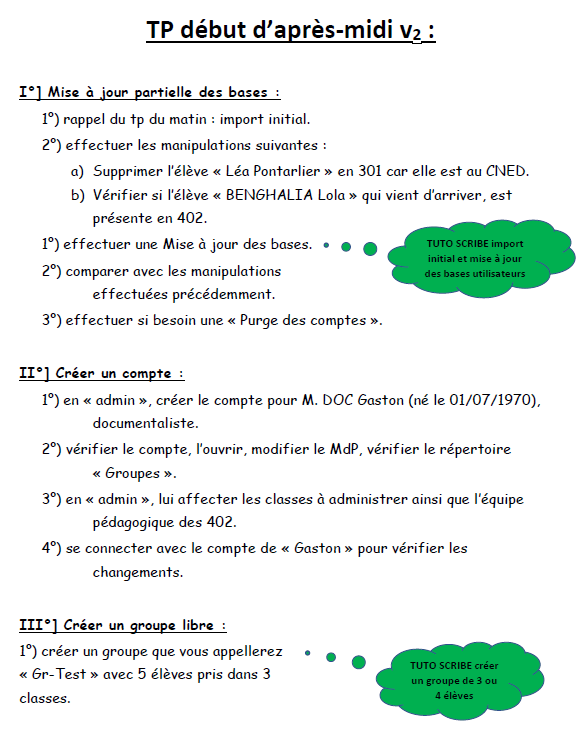 TP début d'après-midi v2 :
I°] Mise à jour partielle des bases :
1°) rappel du tp du matin : import initial.
2°) effectuer les manipulations suivantes :
a) Supprimer l'élève « Léa Pontarlier » en 301 car elle est au CNED.
b) Vérifier si l'élève « BENGHALIA Lola » qui vient d'arriver, est
présente en 402.
1°) effectuer une Mise à jour des bases.
TUTO SCRIBE import
initial et mise à jour
des bases utilisateurs
2°) comparer avec les manipulations
effectuées précédemment.
3°) effectuer si besoin une « Purge des comptes ».
II°] Créer un compte :
1°) en « admin », créer le compte pour M. DOC Gaston (né le 01/07/1970),
documentaliste.
2°) vérifier le compte, l'ouvrir, modifier le MdP, vérifier le répertoire
« Groupes ».
3°) en « admin », lui affecter les classes à administrer ainsi que l'équipe
pédagogique des 402.
4°) se connecter avec le compte de « Gaston » pour vérifier les
changements.
III°] Créer un groupe libre :
1°) créer un groupe que vous appellerez
« Gr-Test » avec 5 élèves pris dans 3
classes.
TUTO SCRIBE créer
un groupe de 3 ou
4 élèves